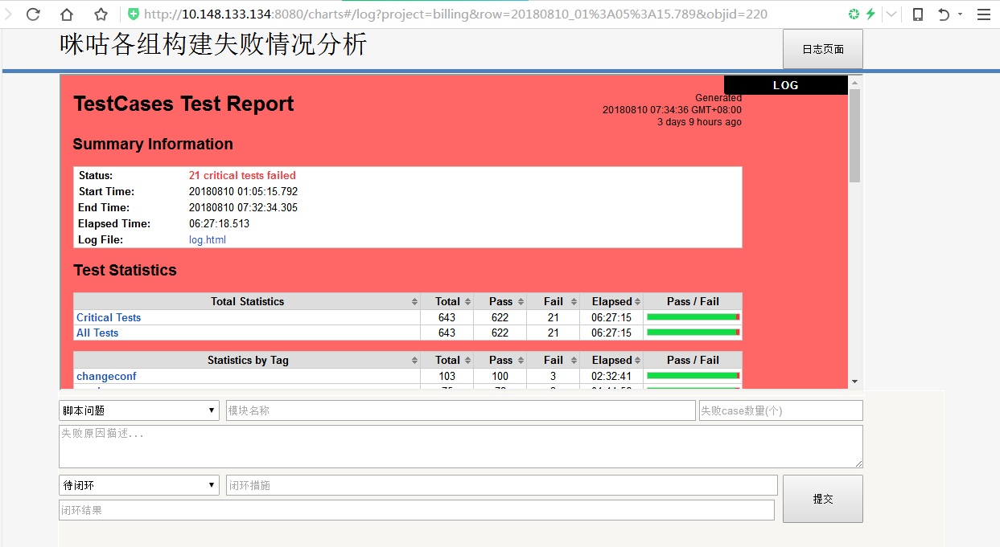 http://10.148.133.134:8080/charts#/log?project=billing&row=20180810_01%3A05%3A15.789&objid=220
咪咕各组构建失败情况分析
日志页面
LOG
TestCases Test Report
Generated
20180810 07:34:36 GMT+08:00
3 days 9 hours ago
Summary Information
Status: 21 critical tests failed
Start Time: 20180810 01:05:15.792
End Time: 20180810 07:32:34.305
Elapsed Time: 06:27:18.513
Log File: log.html
Test Statistics
Total Statistics Total Pass Fail Elapsed Pass / Fail
Critical Tests 643 622 21 06:27:15
All Tests 643 622 21 06:27:15
Statistics by Tag Total Pass Fail Elapsed Pass / Fail
changeconf 103 100 3 02:32:41
脚本问题 模块名称 失败case数量(个)
失败原因描述...
待闭环 闭环措施
提交
闭环结果